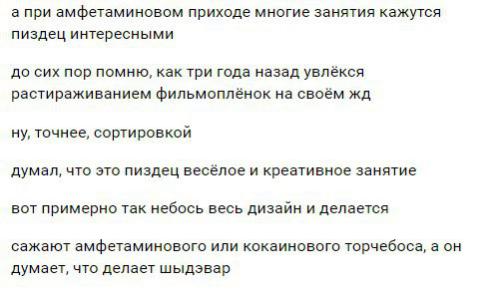 а при амфетаминовом приходе многие занятия кажутся
пиздец интересными
до сих пор помню, как три года назад увлёкся
растираживанием фильмоплёнок на своём жд
ну, точнее, сортировкой
думал, что это пиздец весёлое и креативное занятие
вот примерно так небось весь дизайн и делается
сажают амфетаминового или кокаинового торчебоса, а он
думает, что делает шыдэвар